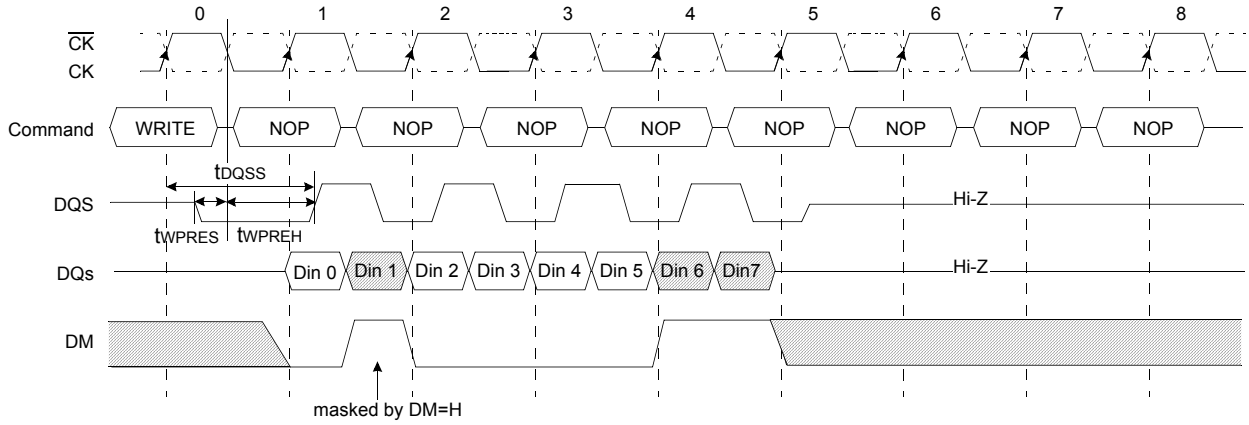 0 1 2 3 4 5 6 7 8
CK
CK
Command WRITE NOP NOP NOP NOP NOP NOP NOP NOP
tDQSS
DQS Hi-Z
tWPRES tWPREH
DQs Din 0 Din 1 Din 2 Din 3 Din 4 Din 5 Din 6 Din7 Hi-Z
DM
masked by DM=H